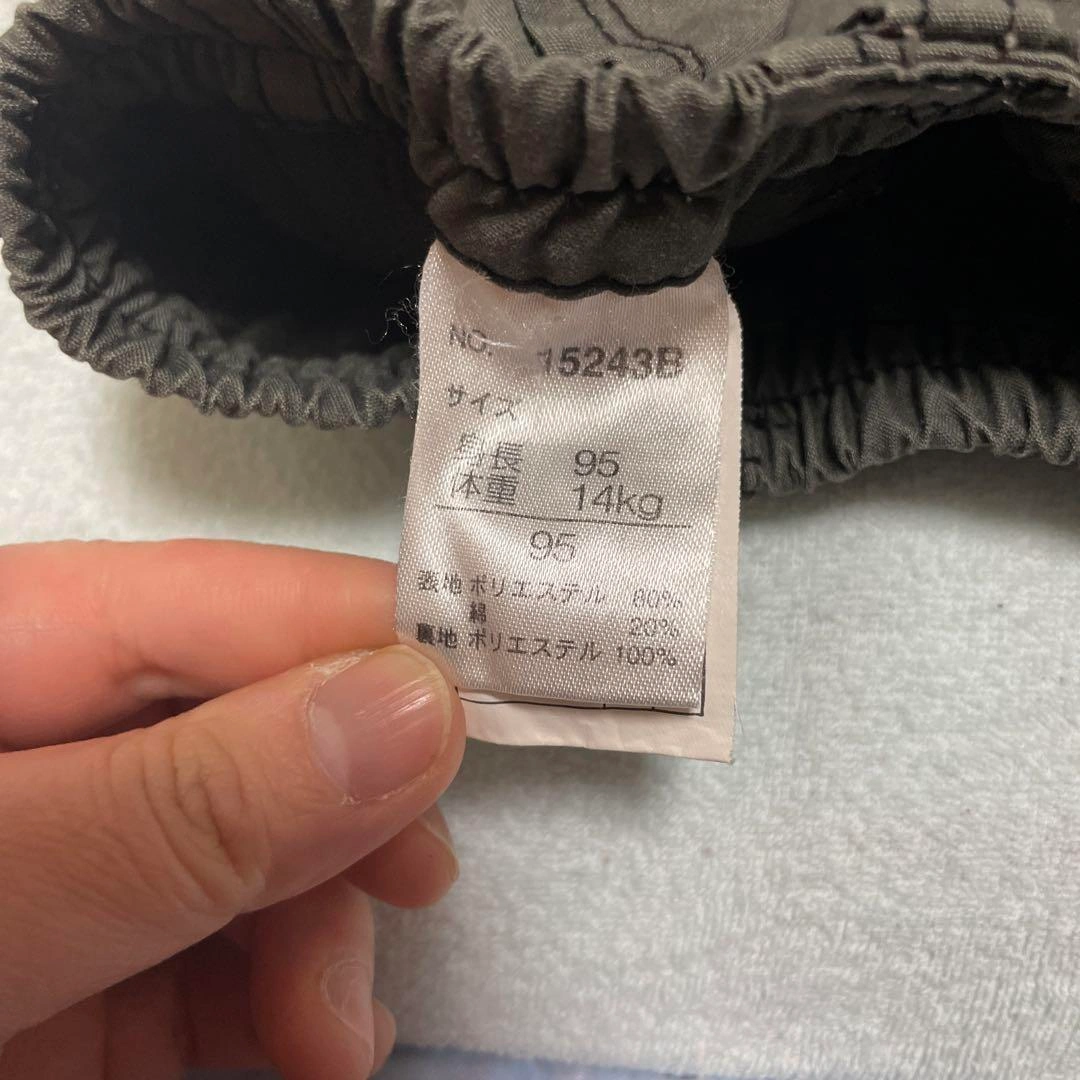 NO. 15243B
サイズ
身長 95
体重 14kg
95
表地 ポリエステル 80%
綿 20%
裏地 ポリエステル 100%